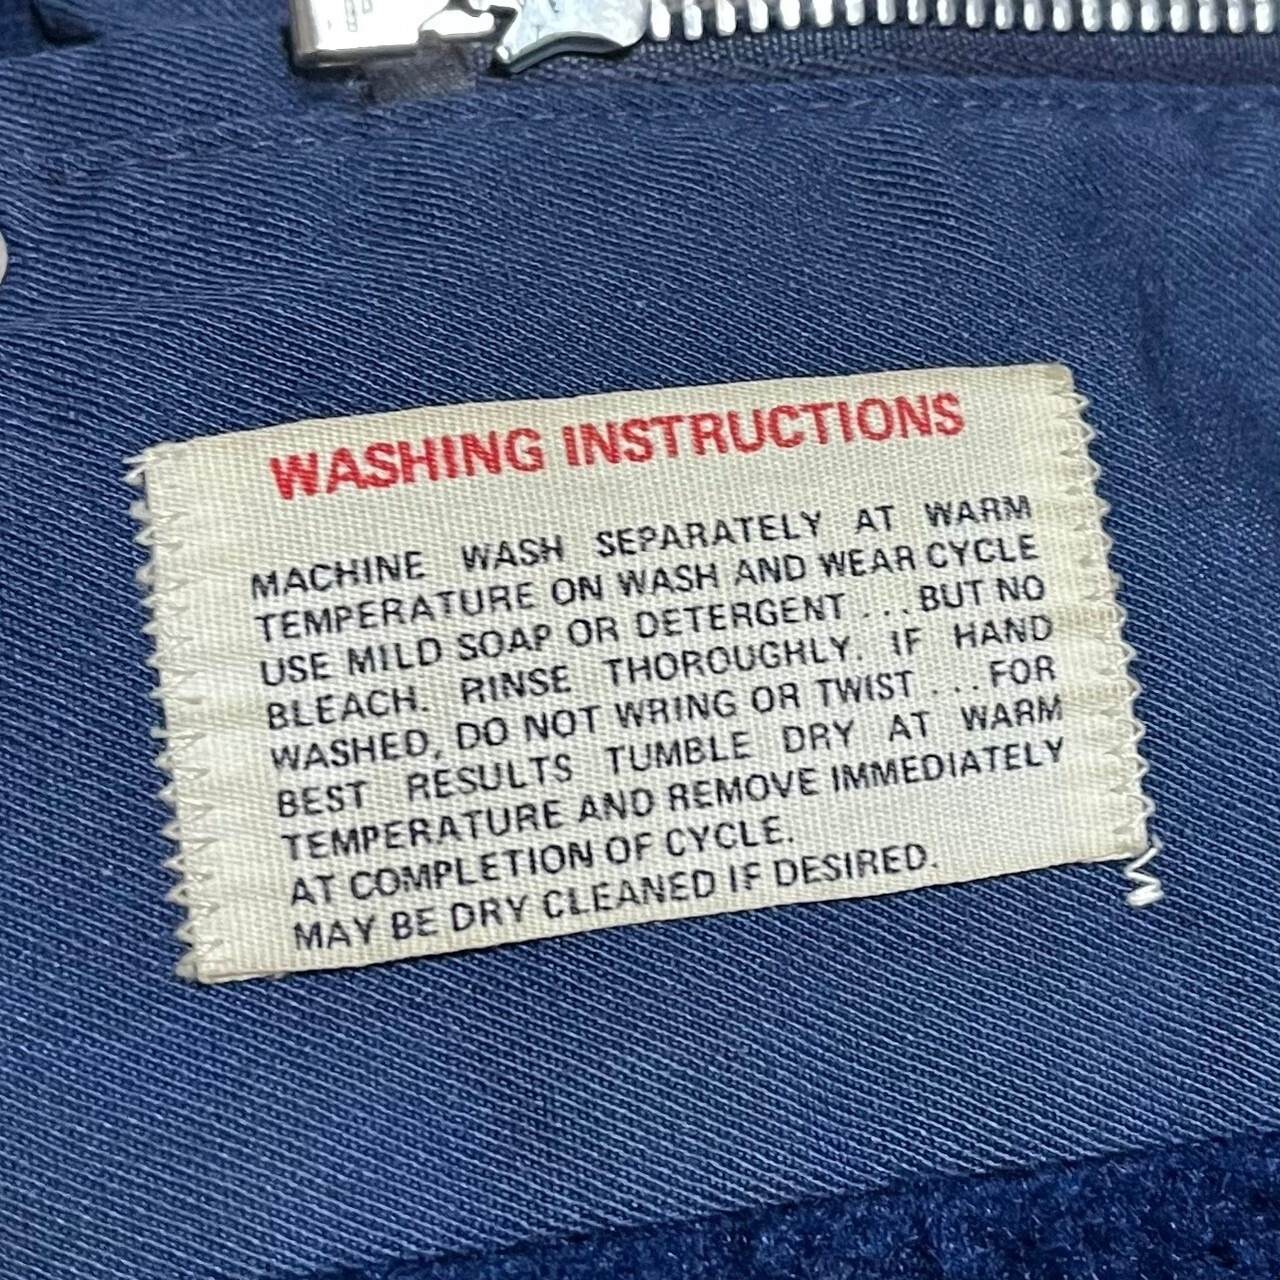 WASHING INSTRUCTIONS
MACHINE WASH SEPARATELY AT WARM
TEMPERATURE ON WASH AND WEAR CYCLE
USE MILD SOAP OR DETERGENT ... BUT NO
BLEACH. RINSE THOROUGHLY. IF HAND
WASHED, DO NOT WRING OR TWIST ... FOR
BEST RESULTS TUMBLE DRY AT WARM
TEMPERATURE AND REMOVE IMMEDIATELY
AT COMPLETION OF CYCLE.
MAY BE DRY CLEANED IF DESIRED.